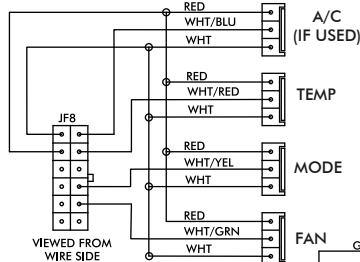 RED
WHT/BLU
WHT
A/C
(IF USED)
RED
WHT/RED
WHT
TEMP
JF8
RED
WHT/YEL
WHT
MODE
RED
WHT/GRN
WHT
FAN
VIEWED FROM
WIRE SIDE
G